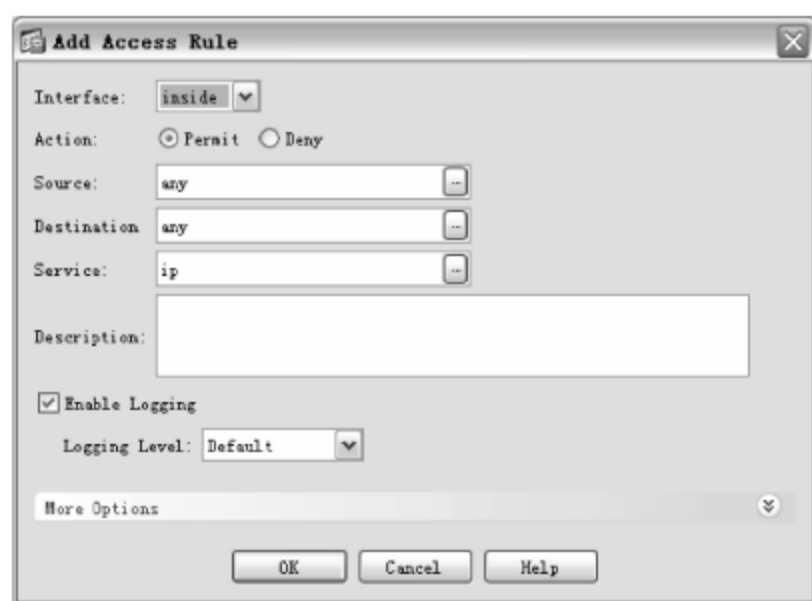 Add Access Rule
Interface: inside
Action: Permit Deny
Source: any ...
Destination any ...
Service: ip ...
Description:
Enable Logging
Logging Level: Default
More Options
OK Cancel Help